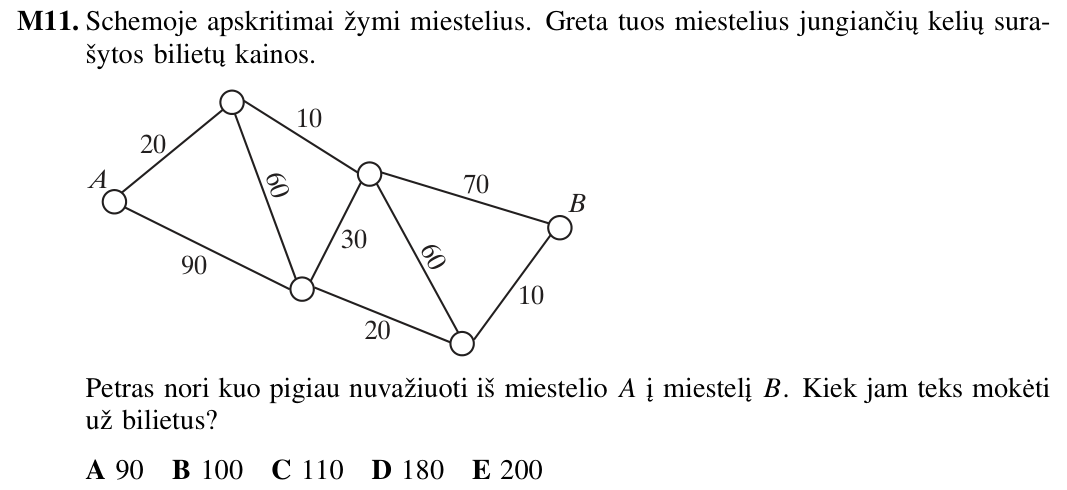 M11. Schemoje apskritimai žymi miestelius. Greta tuos miestelius jungiančių kelių sura-
šytos bilietų kainos.
10
20
A
60
70
B
30
60
90
10
20
Petras nori kuo pigiau nuvažiuoti iš miestelio A į miestelį B. Kiek jam teks mokėti
už bilietus?
A 90 B 100 C 110 D 180 E 200